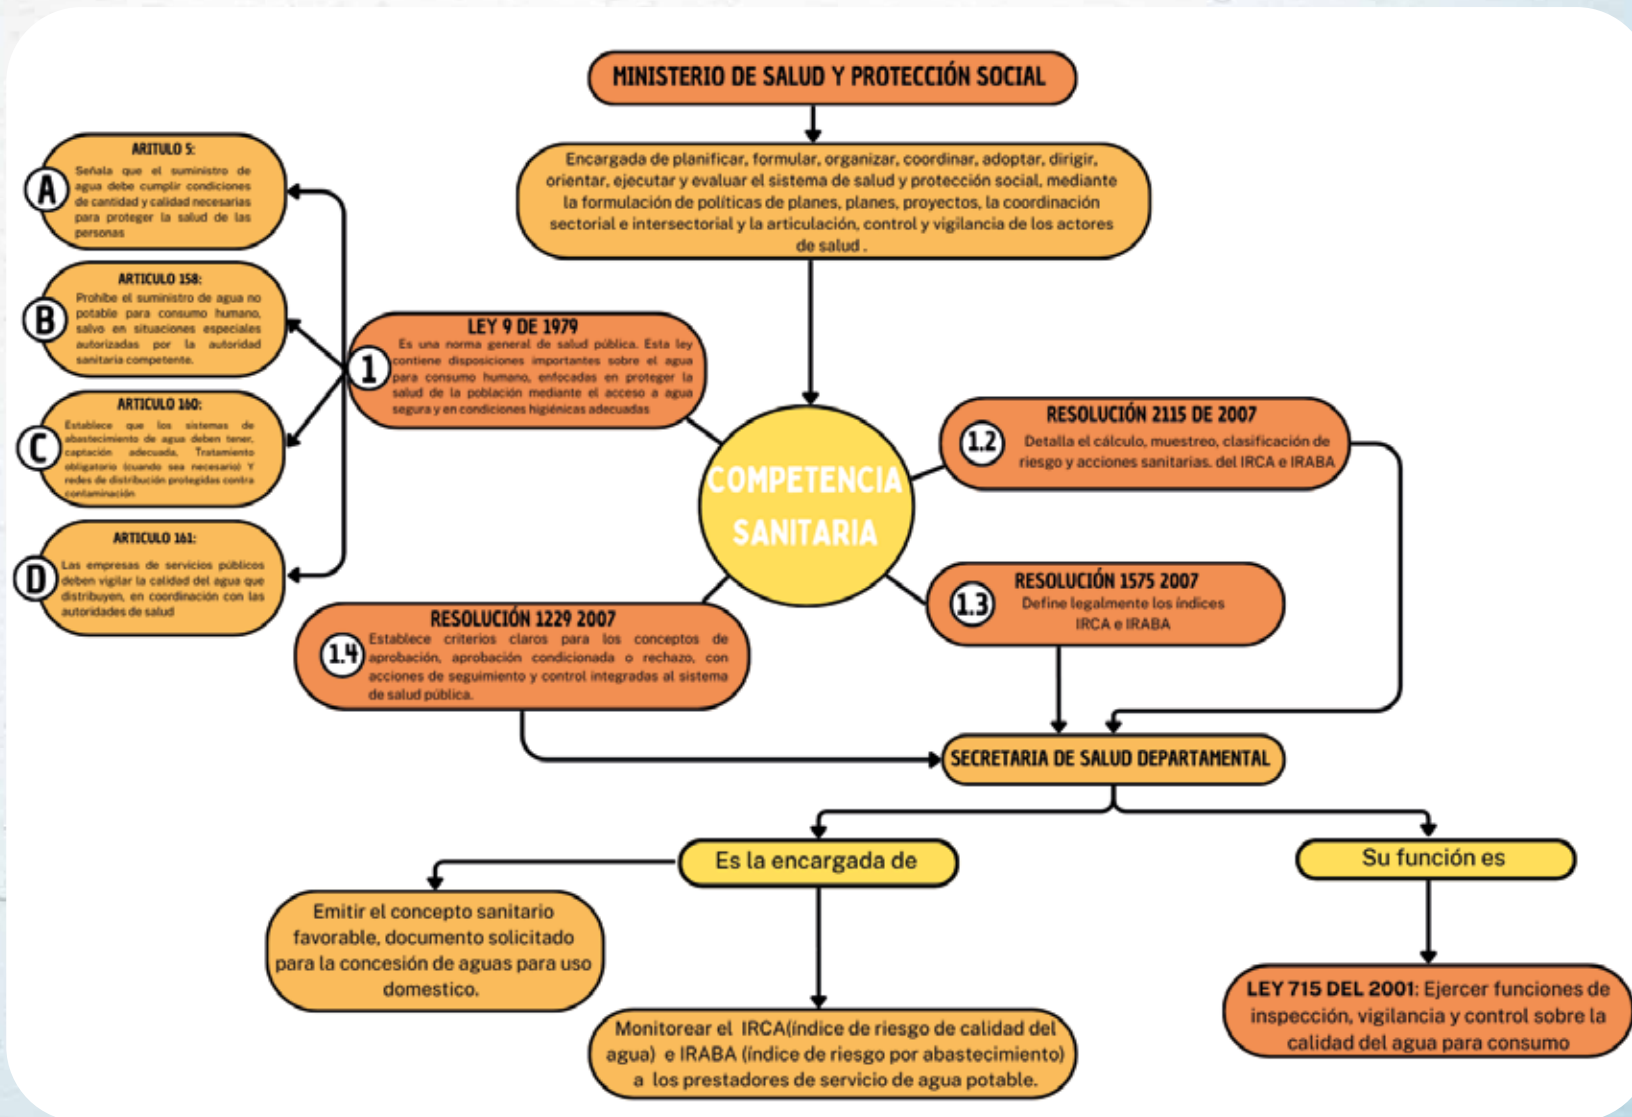 MINISTERIO DE SALUD Y PROTECCIÓN SOCIAL
Encargada de planificar, formular, organizar, coordinar, adoptar, dirigir,
orientar, ejecutar y evaluar el sistema de salud y protección social, mediante
la formulación de políticas de planes, planes, proyectos, la coordinación
sectorial e intersectorial y la articulación, control y vigilancia de los actores
de salud .
COMPETENCIA
SANITARIA
1
LEY 9 DE 1979
Es una norma general de salud pública. Esta ley
contiene disposiciones importantes sobre el agua
para consumo humano, enfocadas en proteger la
salud de la población mediante el acceso a agua
segura y en condiciones higiénicas adecuadas
A
ARITULO 5:
Señala que el suministro de
agua debe cumplir condiciones
de cantidad y calidad necesarias
para proteger la salud de las
personas
B
ARTICULO 158:
Prohíbe el suministro de agua no
potable para consumo humano,
salvo en situaciones especiales
autorizadas por la autoridad
sanitaria competente.
C
ARTICULO 160:
Establece que los sistemas de
abastecimiento de agua deben tener,
captación adecuada, Tratamiento
obligatorio (cuando sea necesario) Y
redes de distribución protegidas contra
contaminación
D
ARTICULO 161:
Las empresas de servicios públicos
deben vigilar la calidad del agua que
distribuyen, en coordinación con las
autoridades de salud
1.2
RESOLUCIÓN 2115 DE 2007
Detalla el cálculo, muestreo, clasificación de
riesgo y acciones sanitarias. del IRCA e IRABA
1.3
RESOLUCIÓN 1575 2007
Define legalmente los índices
IRCA e IRABA
1.4
RESOLUCIÓN 1229 2007
Establece criterios claros para los conceptos de
aprobación, aprobación condicionada o rechazo, con
acciones de seguimiento y control integradas al sistema
de salud pública.
SECRETARIA DE SALUD DEPARTAMENTAL
Es la encargada de
Su función es
Emitir el concepto sanitario
favorable, documento solicitado
para la concesión de aguas para uso
domestico.
Monitorear el IRCA(índice de riesgo de calidad del
agua) e IRABA (índice de riesgo por abastecimiento)
a los prestadores de servicio de agua potable.
LEY 715 DEL 2001: Ejercer funciones de
inspección, vigilancia y control sobre la
calidad del agua para consumo